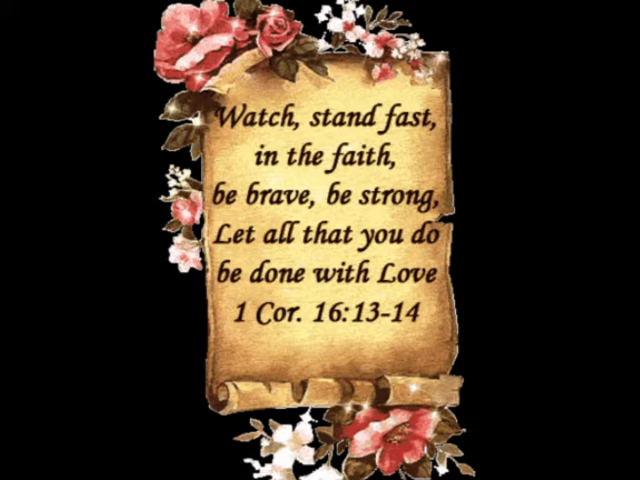 Watch, stand fast,
in the faith,
be brave, be strong,
Let all that you do
be done with Love
1 Cor. 16:13-14